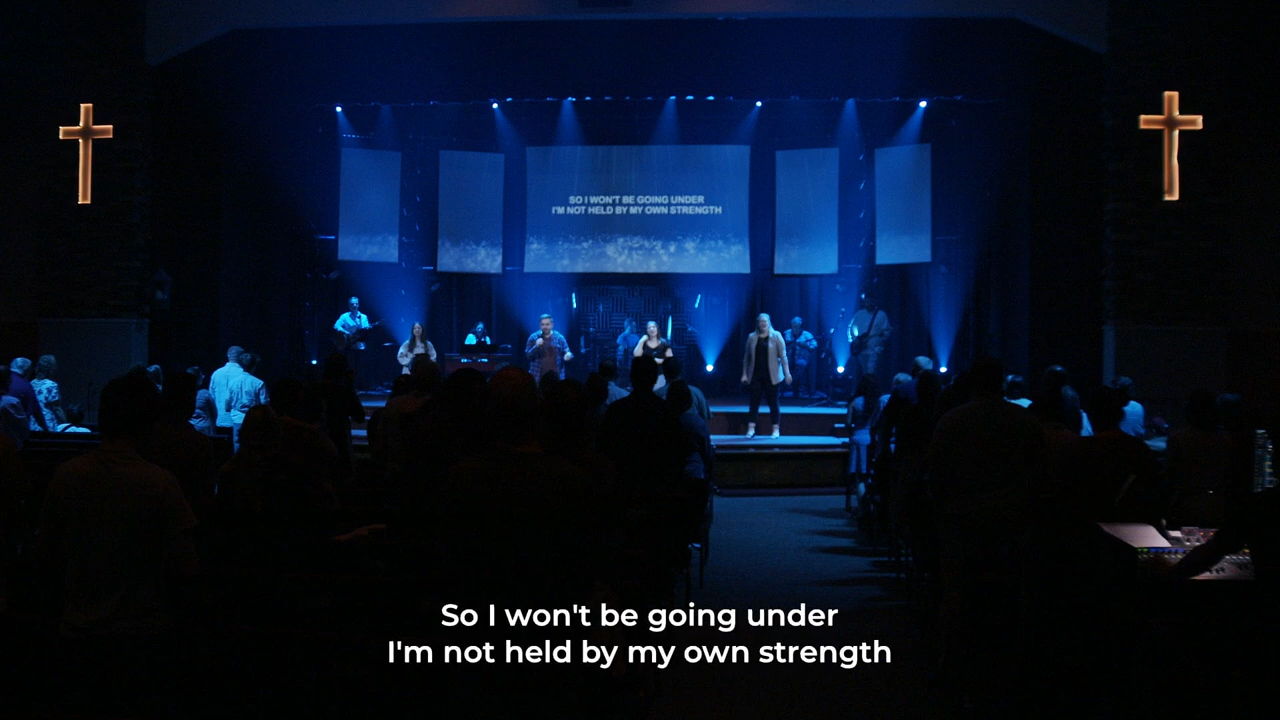 SO I WON'T BE GOING UNDER
I'M NOT HELD BY MY OWN STRENGTH
So I won't be going under
I'm not held by my own strength